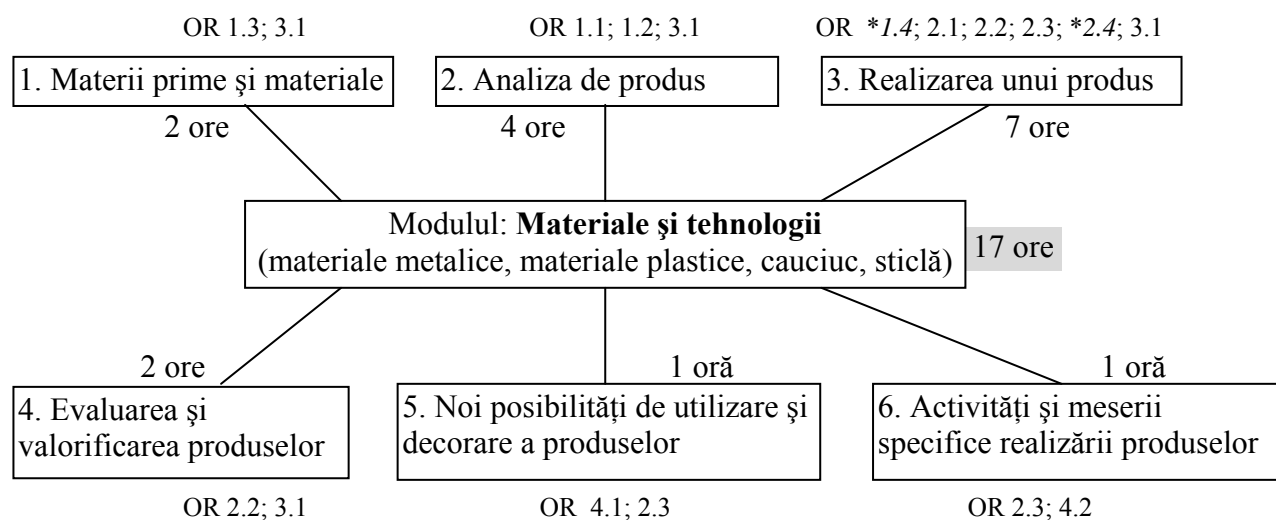 OR 1.3; 3.1
OR 1.1; 1.2; 3.1
OR *1.4; 2.1; 2.2; 2.3; *2.4; 3.1
1. Materii prime şi materiale
2. Analiza de produs
3. Realizarea unui produs
2 ore
4 ore
7 ore
Modulul: Materiale şi tehnologii
(materiale metalice, materiale plastice, cauciuc, sticlă)
17 ore
2 ore
1 oră
1 oră
4. Evaluarea şi
valorificarea produselor
5. Noi posibilităţi de utilizare şi
decorare a produselor
6. Activităţi şi meserii
specifice realizării produselor
OR 2.2; 3.1
OR 4.1; 2.3
OR 2.3; 4.2